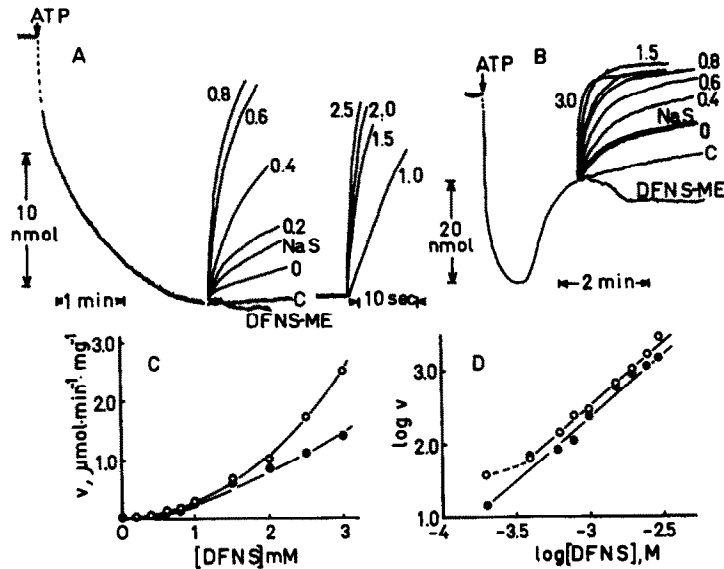 ATP
A
0.8
0.6
0.4
0.2
NaS
0
C
DFNS-ME
10 nmol
1 min
2.5
2.0
1.5
1.0
10 sec
ATP
B
1.5
0.8
0.6
0.4
3.0
NaS
0
C
DFNS-ME
20 nmol
2 min
C
3.0
2.0
1.0
0
1
2
3
v, µmol·min⁻¹·mg⁻¹
[DFNS]mM
D
3.0
2.0
1.0
-4
-3.5
-3
-2.5
log v
log[DFNS],M